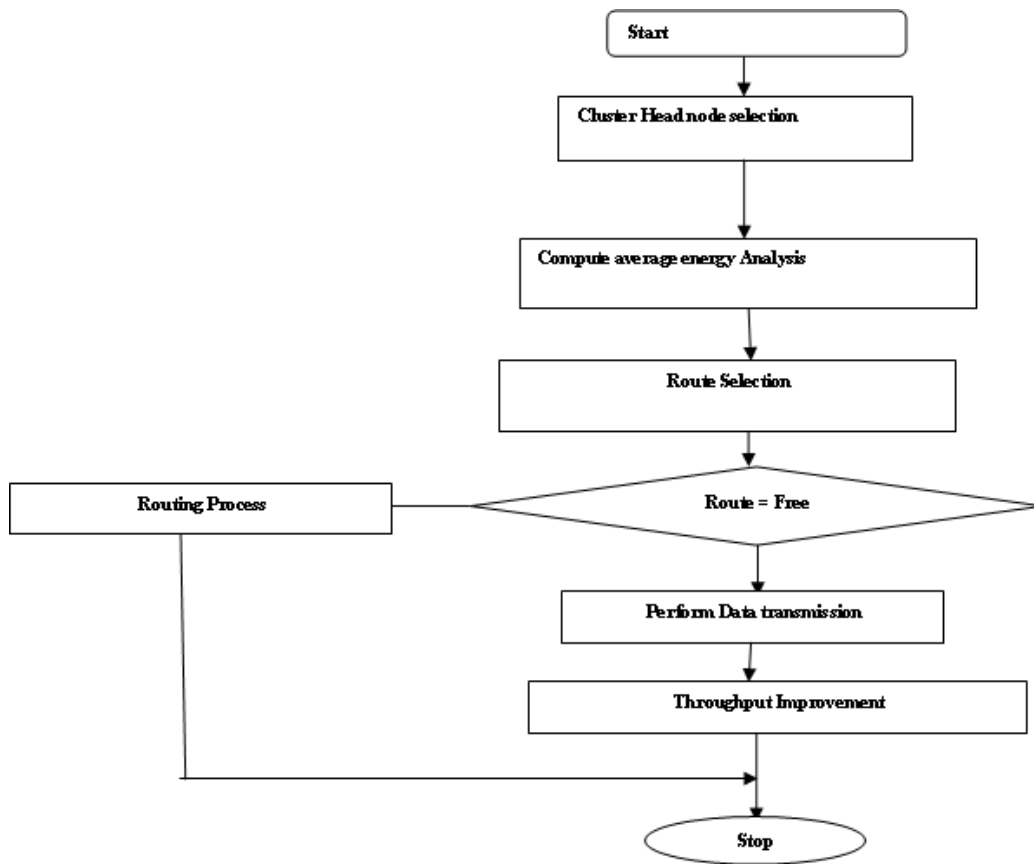 Start
Cluster Head node selection
Compute average energy Analysis
Route Selection
Routing Process
Route = Free
Perform Data transmission
Throughput Improvement
Stop